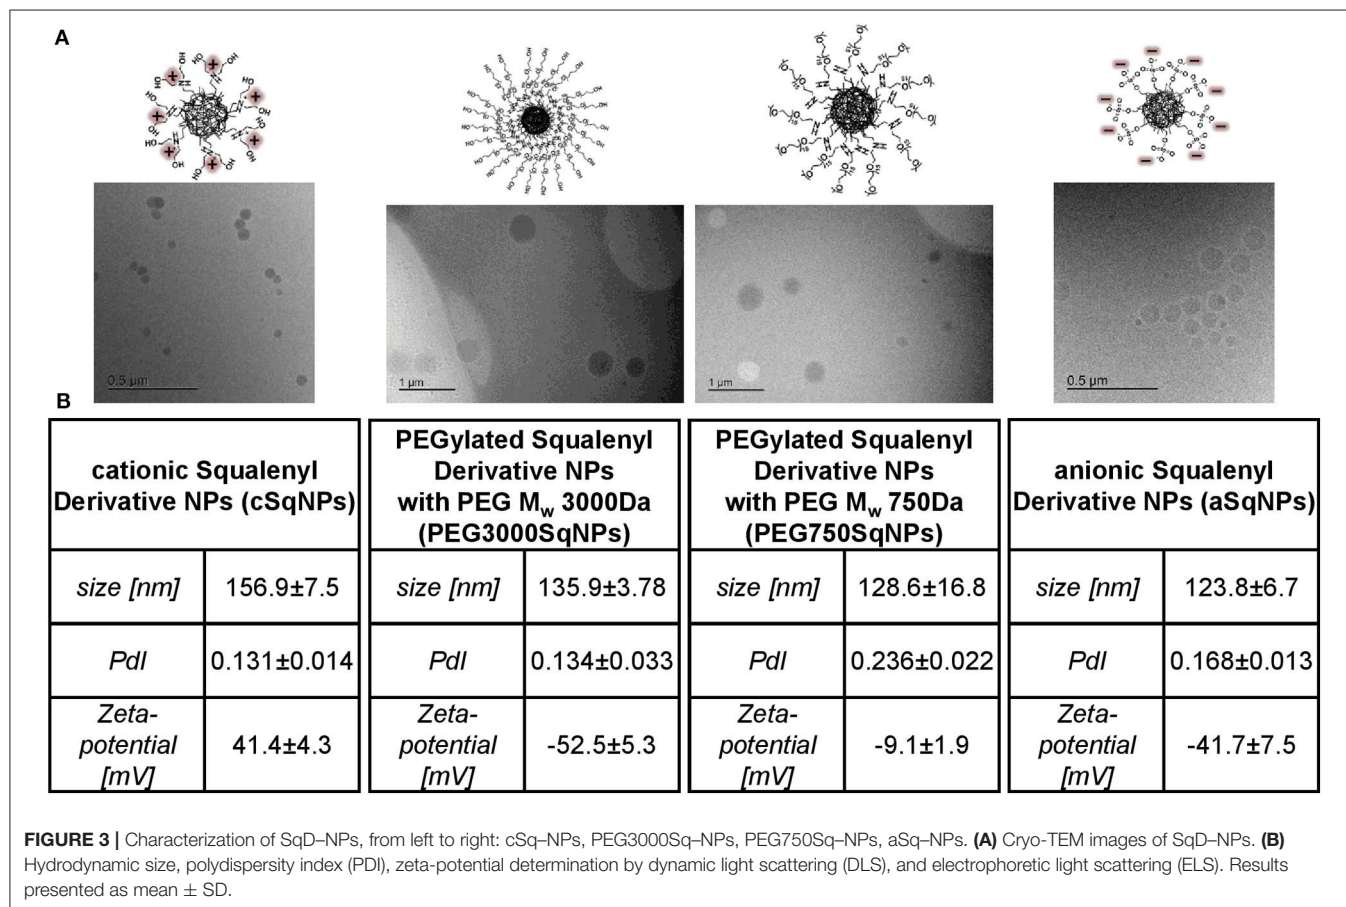 A
0.5 µm
1 µm
1 µm
0.5 µm
B
cationic Squalenyl
Derivative NPs (cSqNPs)
size [nm] 156.9±7.5
PdI 0.131±0.014
Zeta-
potential
[mV]
41.4±4.3
PEGylated Squalenyl
Derivative NPs
with PEG Mw 3000Da
(PEG3000SqNPs)
size [nm] 135.9±3.78
PdI 0.134±0.033
Zeta-
potential
[mV]
-52.5±5.3
PEGylated Squalenyl
Derivative NPs
with PEG Mw 750Da
(PEG750SqNPs)
size [nm] 128.6±16.8
PdI 0.236±0.022
Zeta-
potential
[mV]
-9.1±1.9
anionic Squalenyl
Derivative NPs (aSqNPs)
size [nm] 123.8±6.7
PdI 0.168±0.013
Zeta-
potential
[mV]
-41.7±7.5
FIGURE 3 | Characterization of SqD–NPs, from left to right: cSq–NPs, PEG3000Sq–NPs, PEG750Sq–NPs, aSq–NPs. (A) Cryo-TEM images of SqD–NPs. (B)
Hydrodynamic size, polydispersity index (PDI), zeta-potential determination by dynamic light scattering (DLS), and electrophoretic light scattering (ELS). Results
presented as mean ± SD.